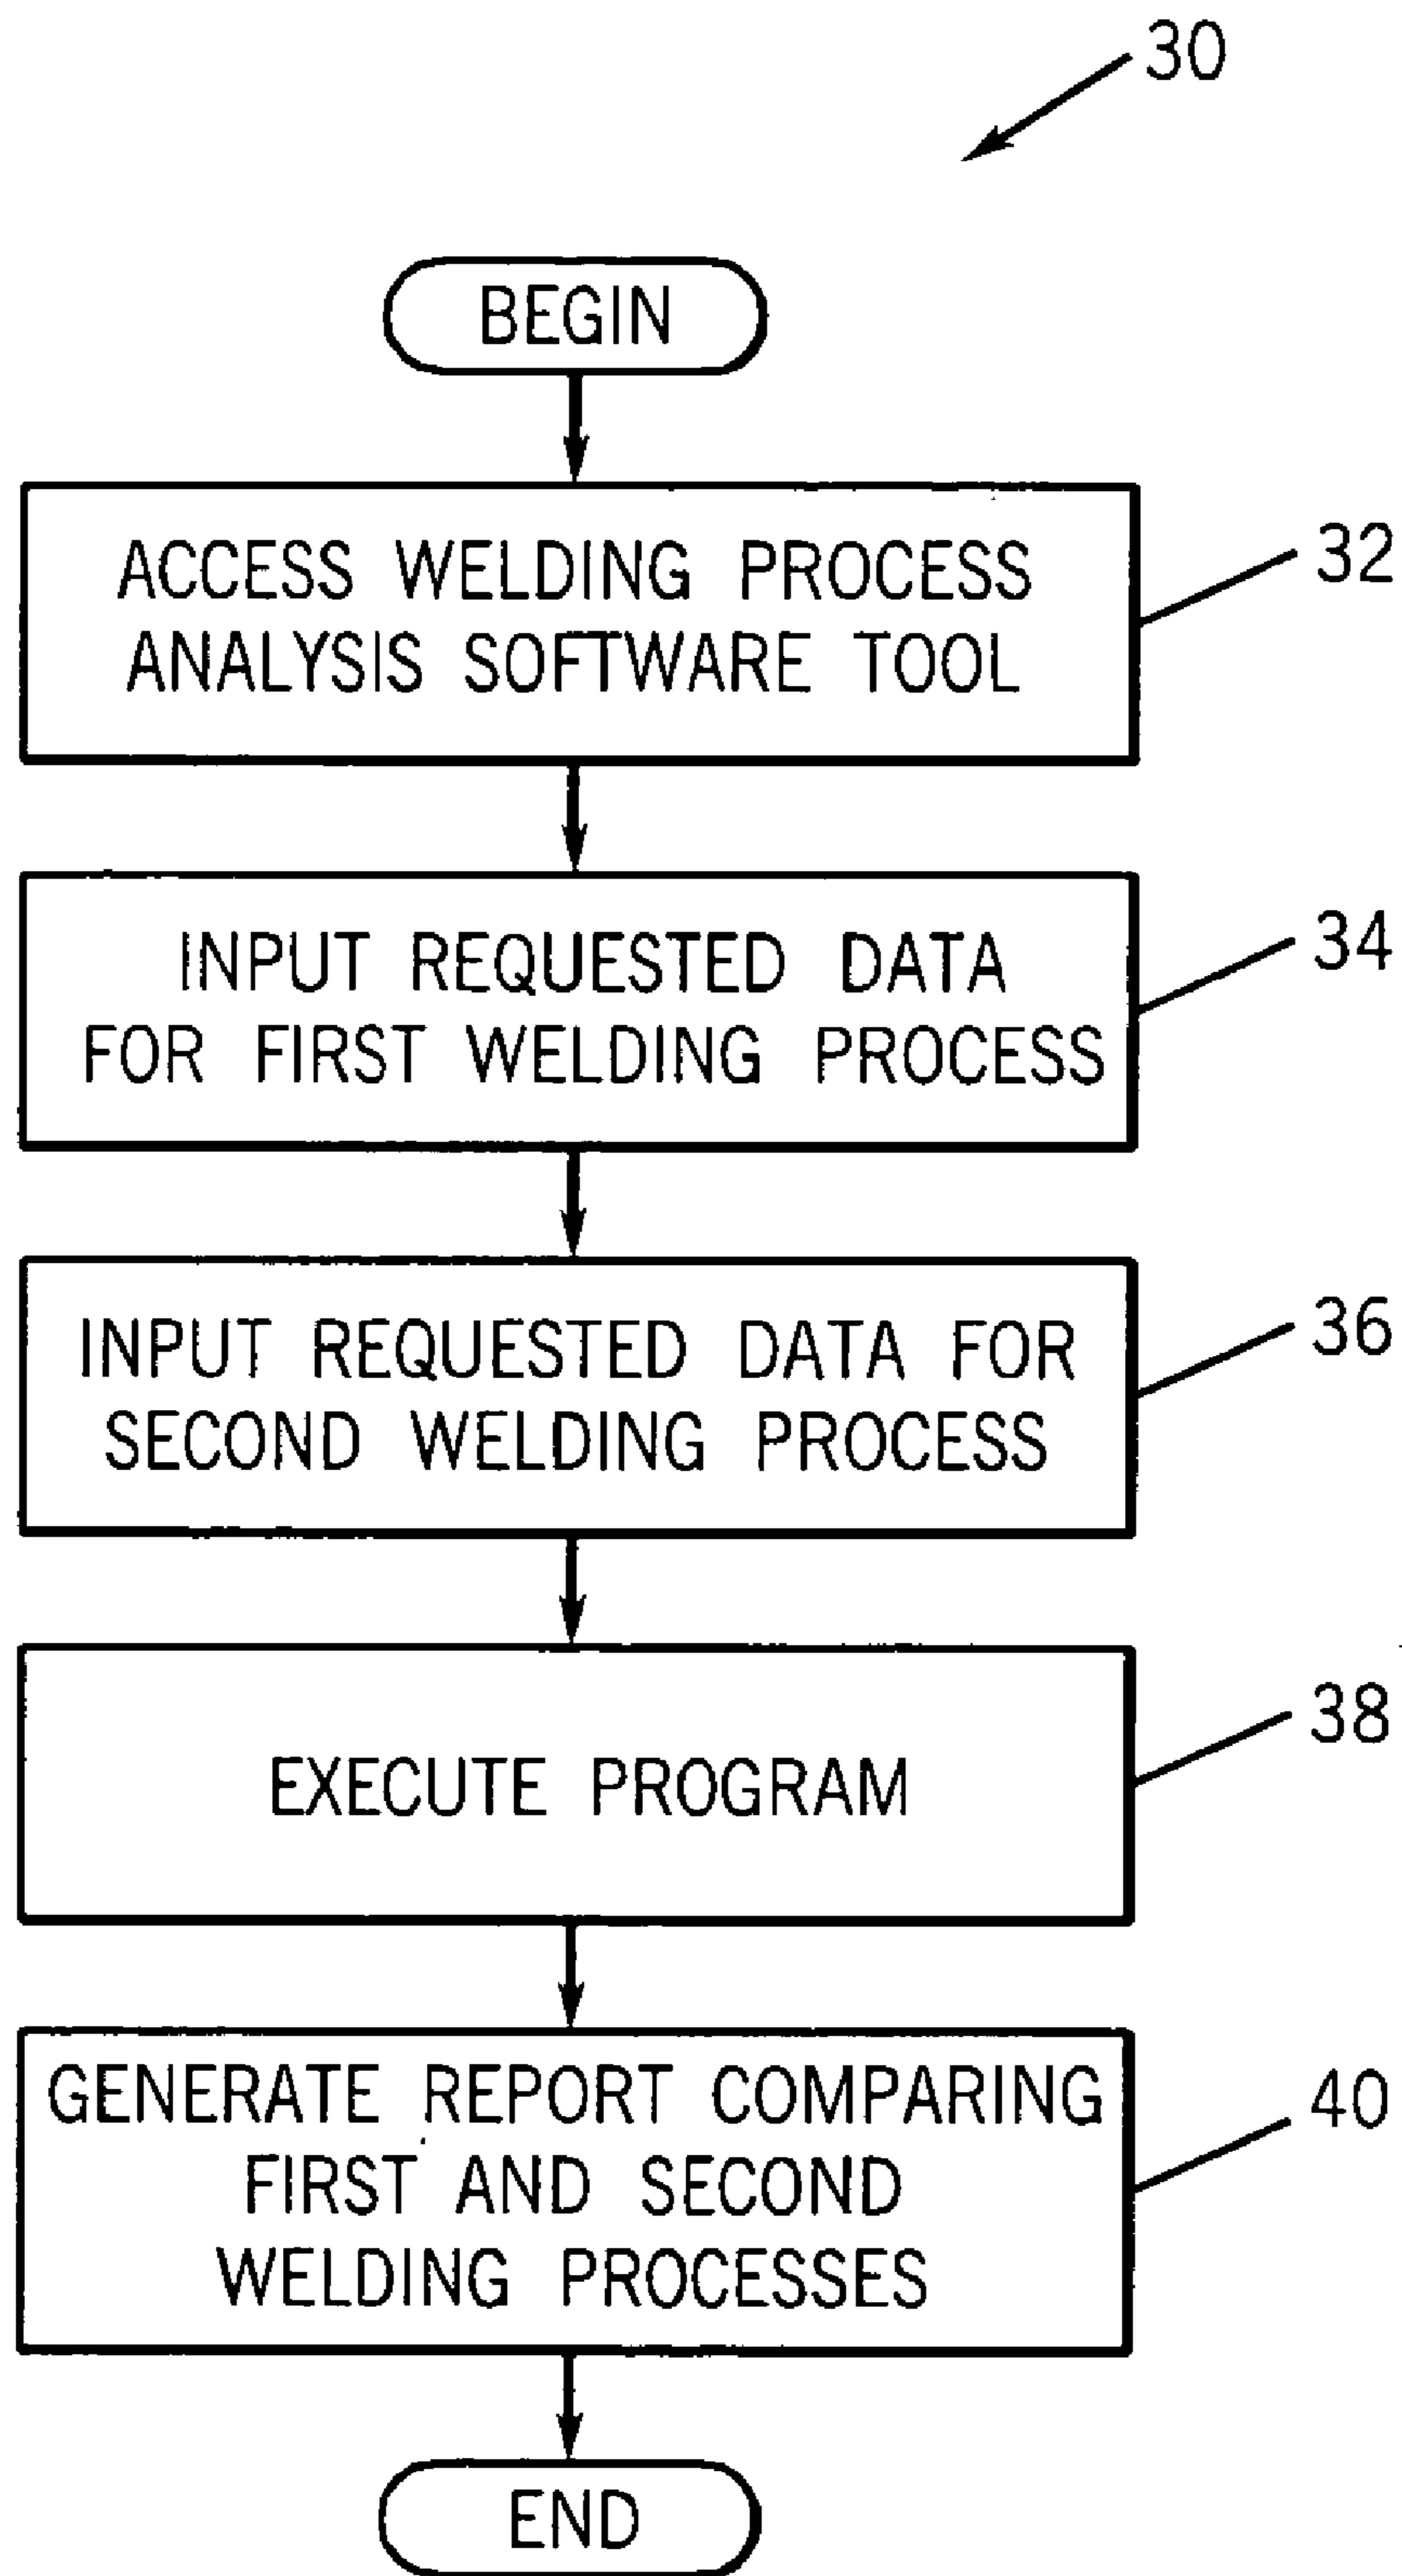 30
BEGIN
ACCESS WELDING PROCESS
ANALYSIS SOFTWARE TOOL
32
INPUT REQUESTED DATA
FOR FIRST WELDING PROCESS
34
INPUT REQUESTED DATA FOR
SECOND WELDING PROCESS
36
EXECUTE PROGRAM
38
GENERATE REPORT COMPARING
FIRST AND SECOND
WELDING PROCESSES
40
END